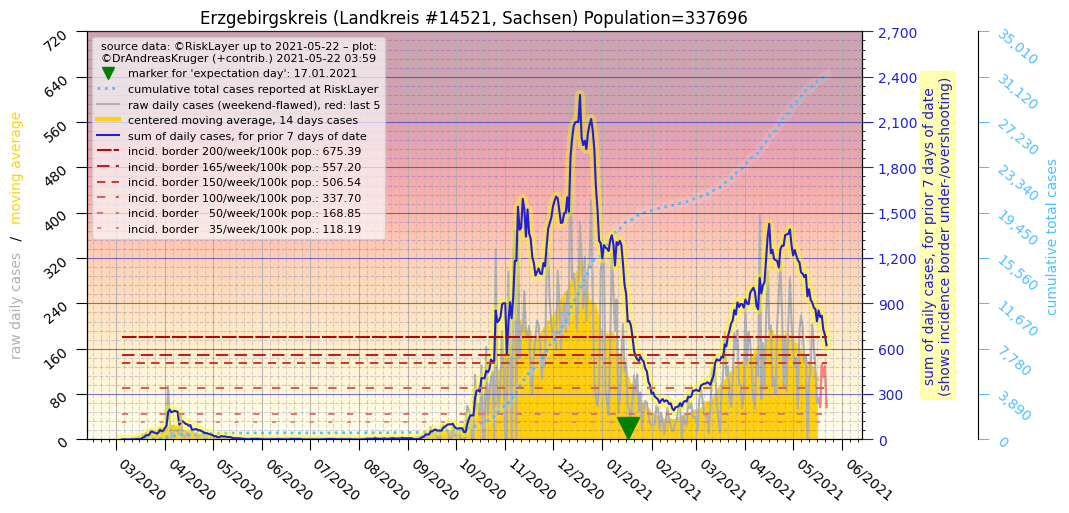 Erzgebirgskreis (Landkreis #14521, Sachsen) Population=337696
source data: ©RiskLayer up to 2021-05-22 – plot:
©DrAndreasKruger (+contrib.) 2021-05-22 03:59
marker for 'expectation day': 17.01.2021
cumulative total cases reported at RiskLayer
raw daily cases (weekend-flawed), red: last 5
centered moving average, 14 days cases
sum of daily cases, for prior 7 days of date
incid. border 200/week/100k pop.: 675.39
incid. border 165/week/100k pop.: 557.20
incid. border 150/week/100k pop.: 506.54
incid. border 100/week/100k pop.: 337.70
incid. border   50/week/100k pop.: 168.85
incid. border   35/week/100k pop.: 118.19
raw daily cases / moving average
720
640
560
480
400
320
240
160
80
0
03/2020
04/2020
05/2020
06/2020
07/2020
08/2020
09/2020
10/2020
11/2020
12/2020
01/2021
02/2021
03/2021
04/2021
05/2021
06/2021
2,700
2,400
2,100
1,800
1,500
1,200
900
600
300
0
sum of daily cases, for prior 7 days of date
(shows incidence border under-/overshooting)
35,010
31,120
27,230
23,340
19,450
15,560
11,670
7,780
3,890
0
cumulative total cases